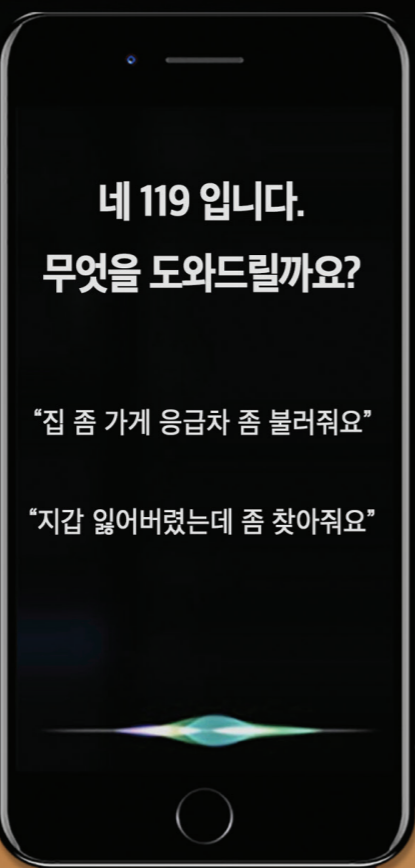 네 119 입니다.
무엇을 도와드릴까요?
“집 좀 가게 응급차 좀 불러줘요”
“지갑 잃어버렸는데 좀 찾아줘요”